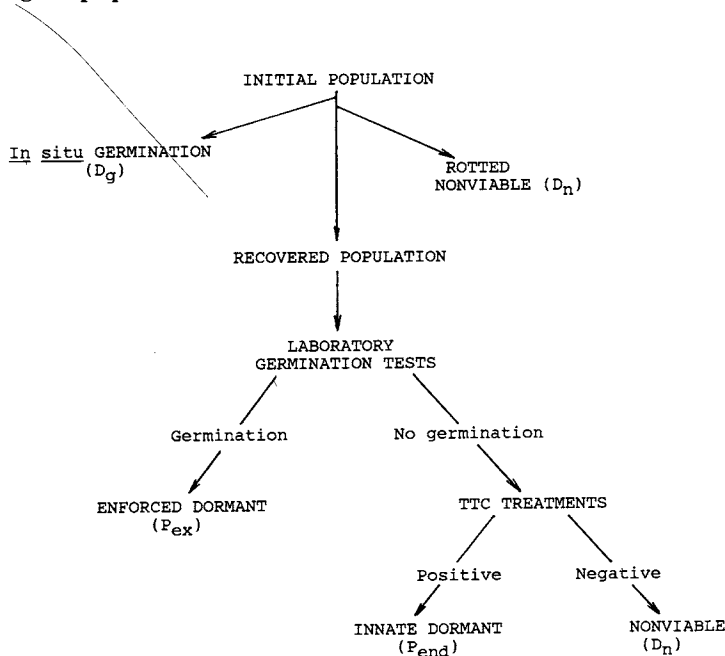 INITIAL POPULATION
In situ GERMINATION
(Dg)
ROTTED
NONVIABLE (Dn)
RECOVERED POPULATION
LABORATORY
GERMINATION TESTS
Germination
No germination
ENFORCED DORMANT
(Pex)
TTC TREATMENTS
Positive
Negative
INNATE DORMANT
(Pend)
NONVIABLE
(Dn)